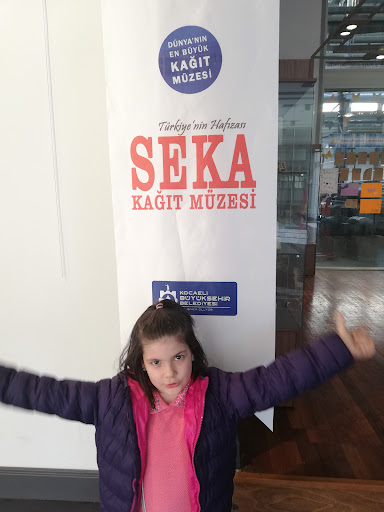 DÜNYA'NIN
EN BÜYÜK
KAĞIT
MÜZESİ
Türkiye'nin Hafızası
SEKA
KAĞIT MÜZESİ
KOCAELİ
BÜYÜKŞEHİR
BELEDİYESİ